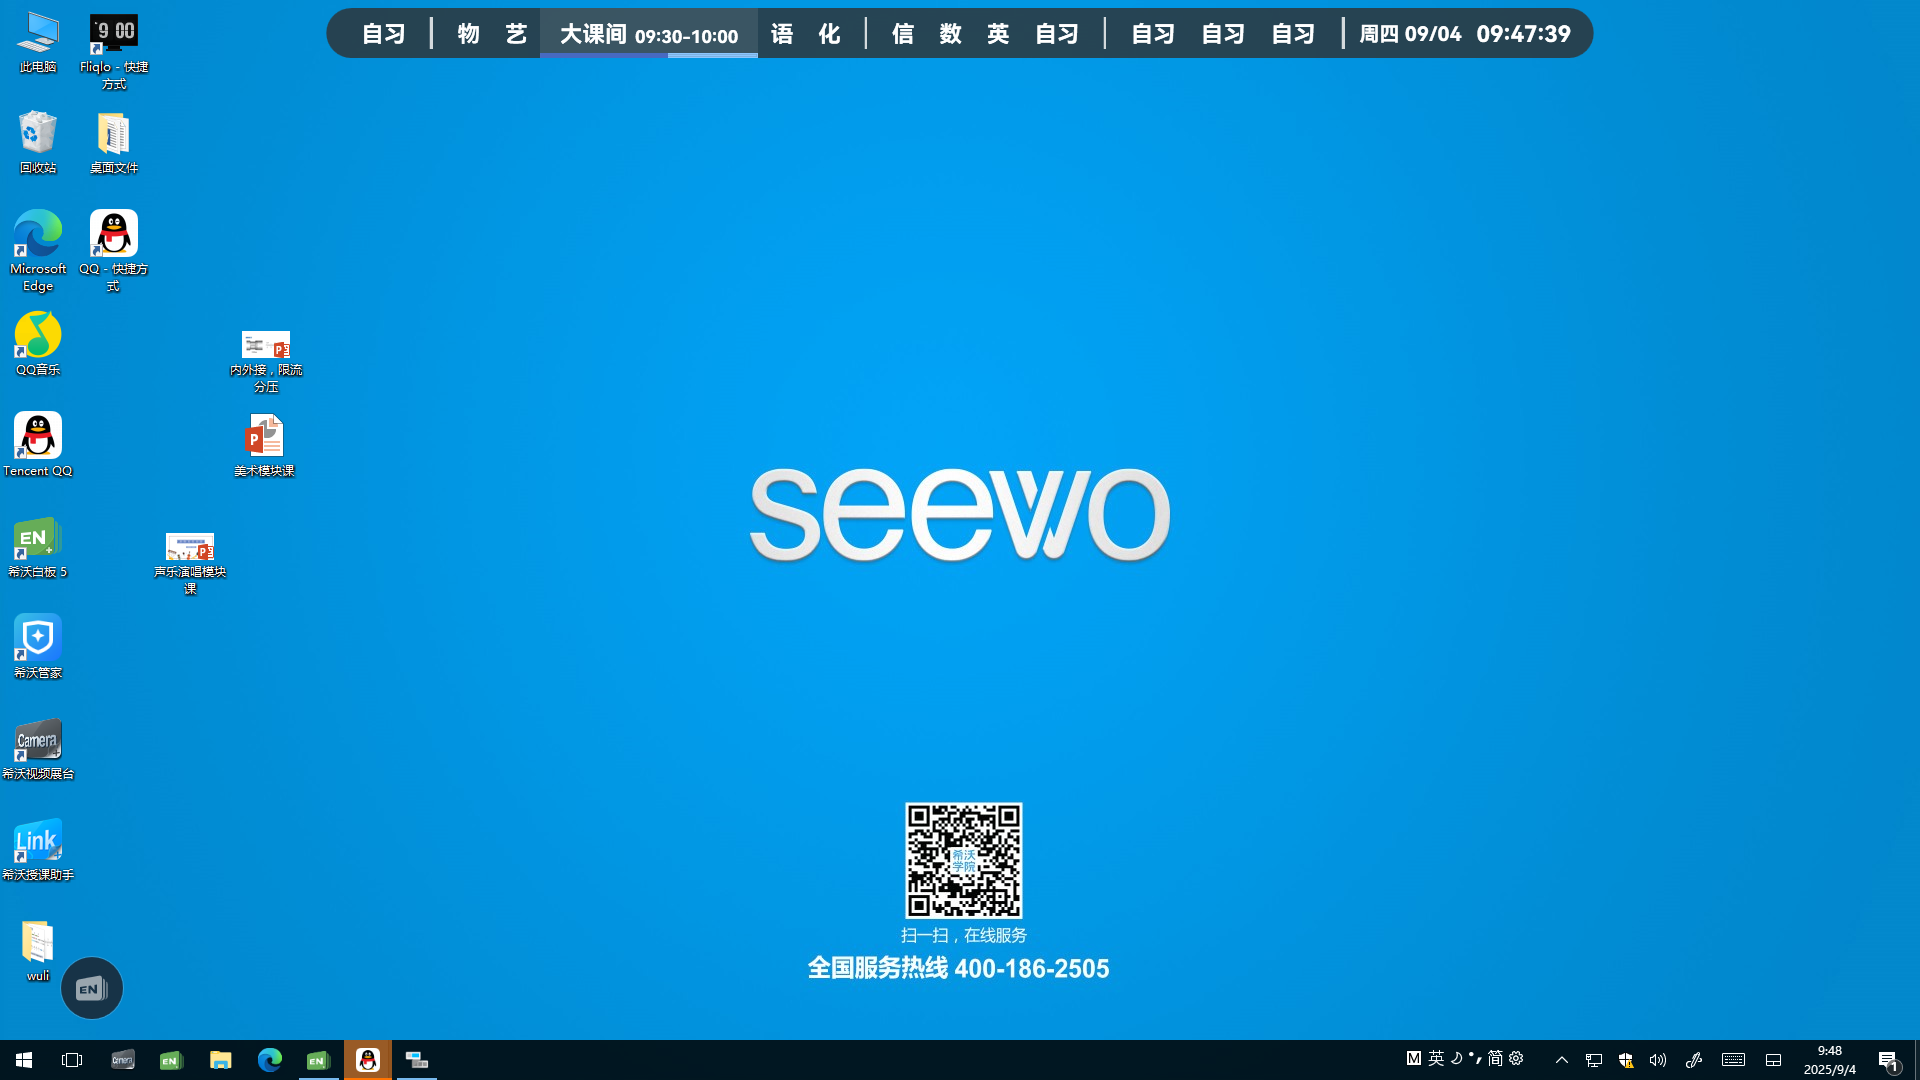 自习 | 物 艺 大课间 09:30-10:00 语 化 | 信 数 英 自习 | 自习 自习 自习 | 周四 09/04 09:47:39
此电脑
9 00
Fliqlo - 快捷
方式
回收站
桌面文件
Microsoft
Edge
QQ - 快捷方
式
QQ音乐
内外接，限流
分压
Tencent QQ
美术模块课
EN
希沃白板 5
声乐演唱模块
课
希沃管家
Camera
希沃视频展台
Link
希沃授课助手
wuli
EN
seewo
希沃
学院
扫一扫，在线服务
全国服务热线 400-186-2505
Camera
EN
EN
M 英 简
9:48
2025/9/4
1